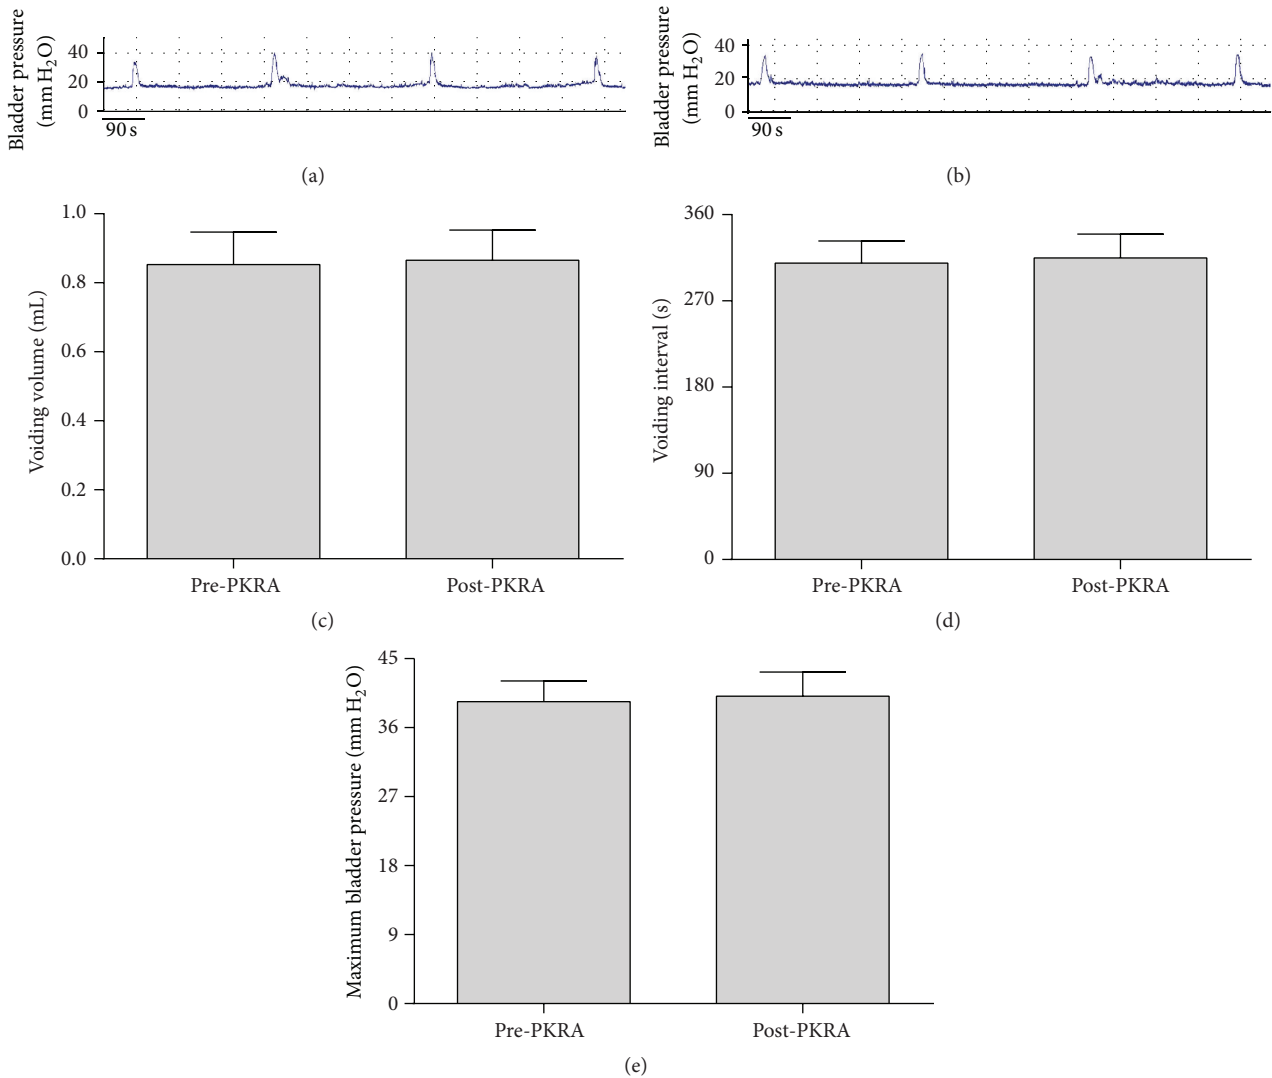 Bladder pressure
(mm H2O)
40
20
0
90 s
(a)
Bladder pressure
(mm H2O)
40
20
0
90 s
(b)
Voiding volume (mL)
1.0
0.8
0.6
0.4
0.2
0.0
Pre-PKRA
Post-PKRA
(c)
Voiding interval (s)
360
270
180
90
0
Pre-PKRA
Post-PKRA
(d)
Maximum bladder pressure (mm H2O)
45
36
27
18
9
0
Pre-PKRA
Post-PKRA
(e)